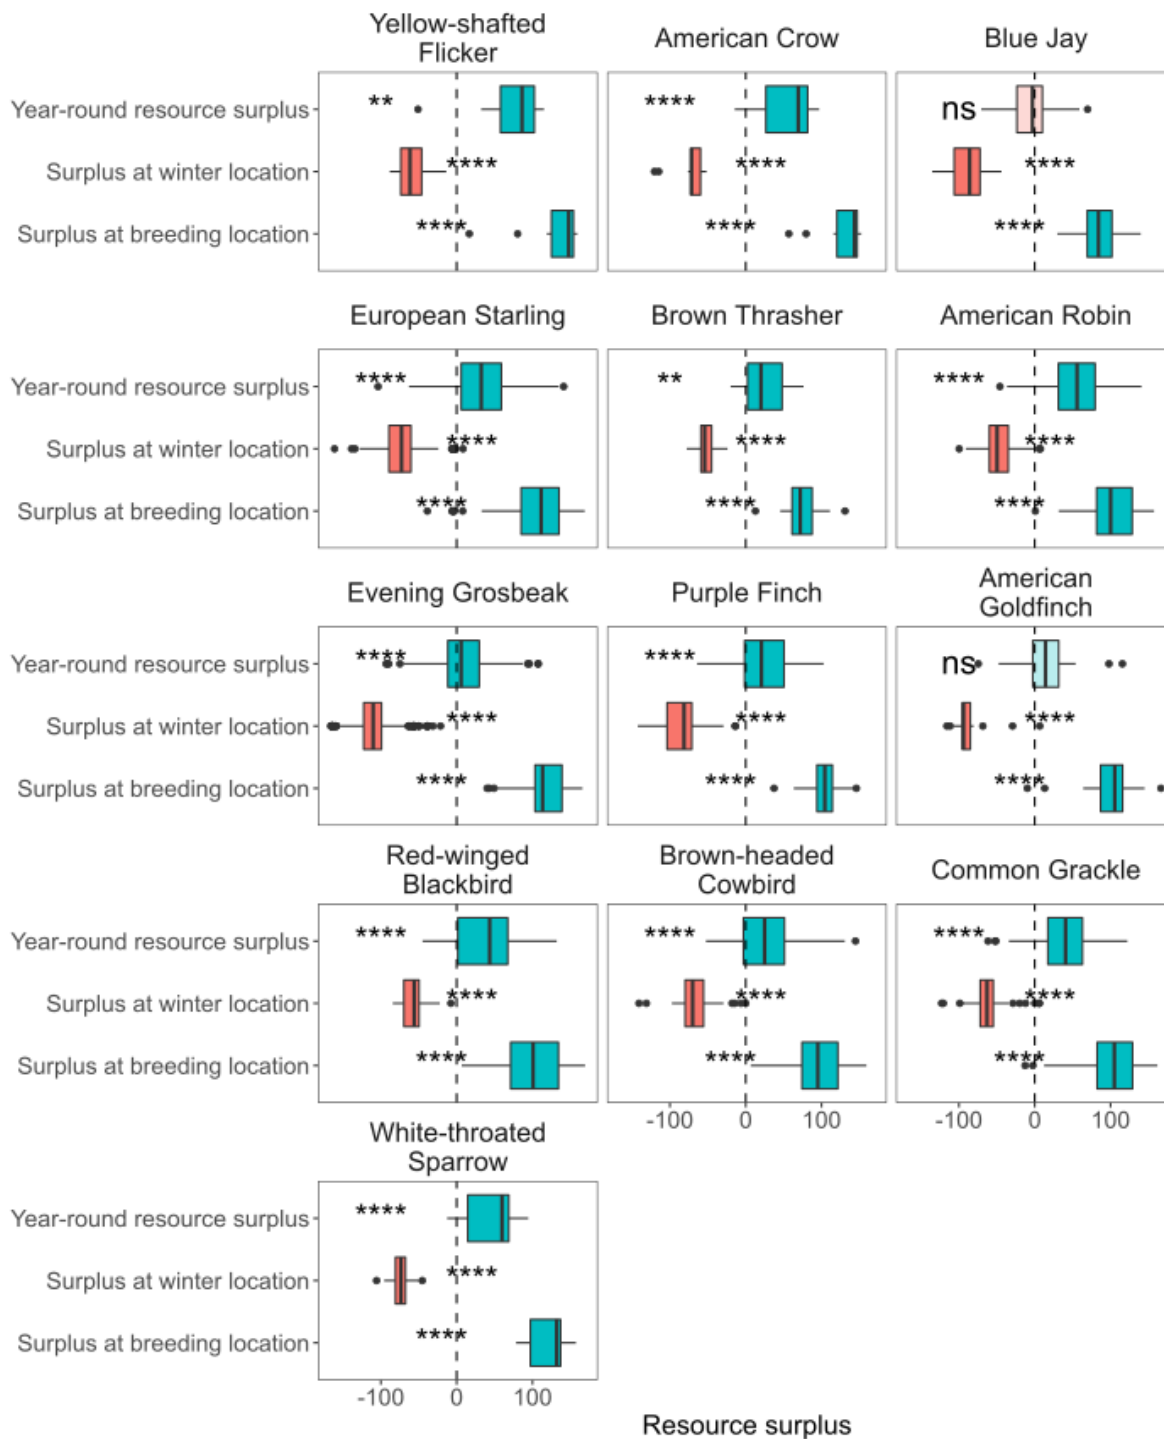 Yellow-shafted
Flicker
American Crow
Blue Jay
Year-round resource surplus
**
****
ns
Surplus at winter location
****
****
****
Surplus at breeding location
****
****
****
European Starling
Brown Thrasher
American Robin
Year-round resource surplus
****
**
****
Surplus at winter location
****
****
****
Surplus at breeding location
****
****
****
Evening Grosbeak
Purple Finch
American
Goldfinch
Year-round resource surplus
****
****
ns
Surplus at winter location
****
****
****
Surplus at breeding location
****
****
****
Red-winged
Blackbird
Brown-headed
Cowbird
Common Grackle
Year-round resource surplus
****
****
****
Surplus at winter location
****
****
****
Surplus at breeding location
****
****
****
-100 0 100
-100 0 100
White-throated
Sparrow
Year-round resource surplus
****
Surplus at winter location
****
Surplus at breeding location
****
-100 0 100
Resource surplus